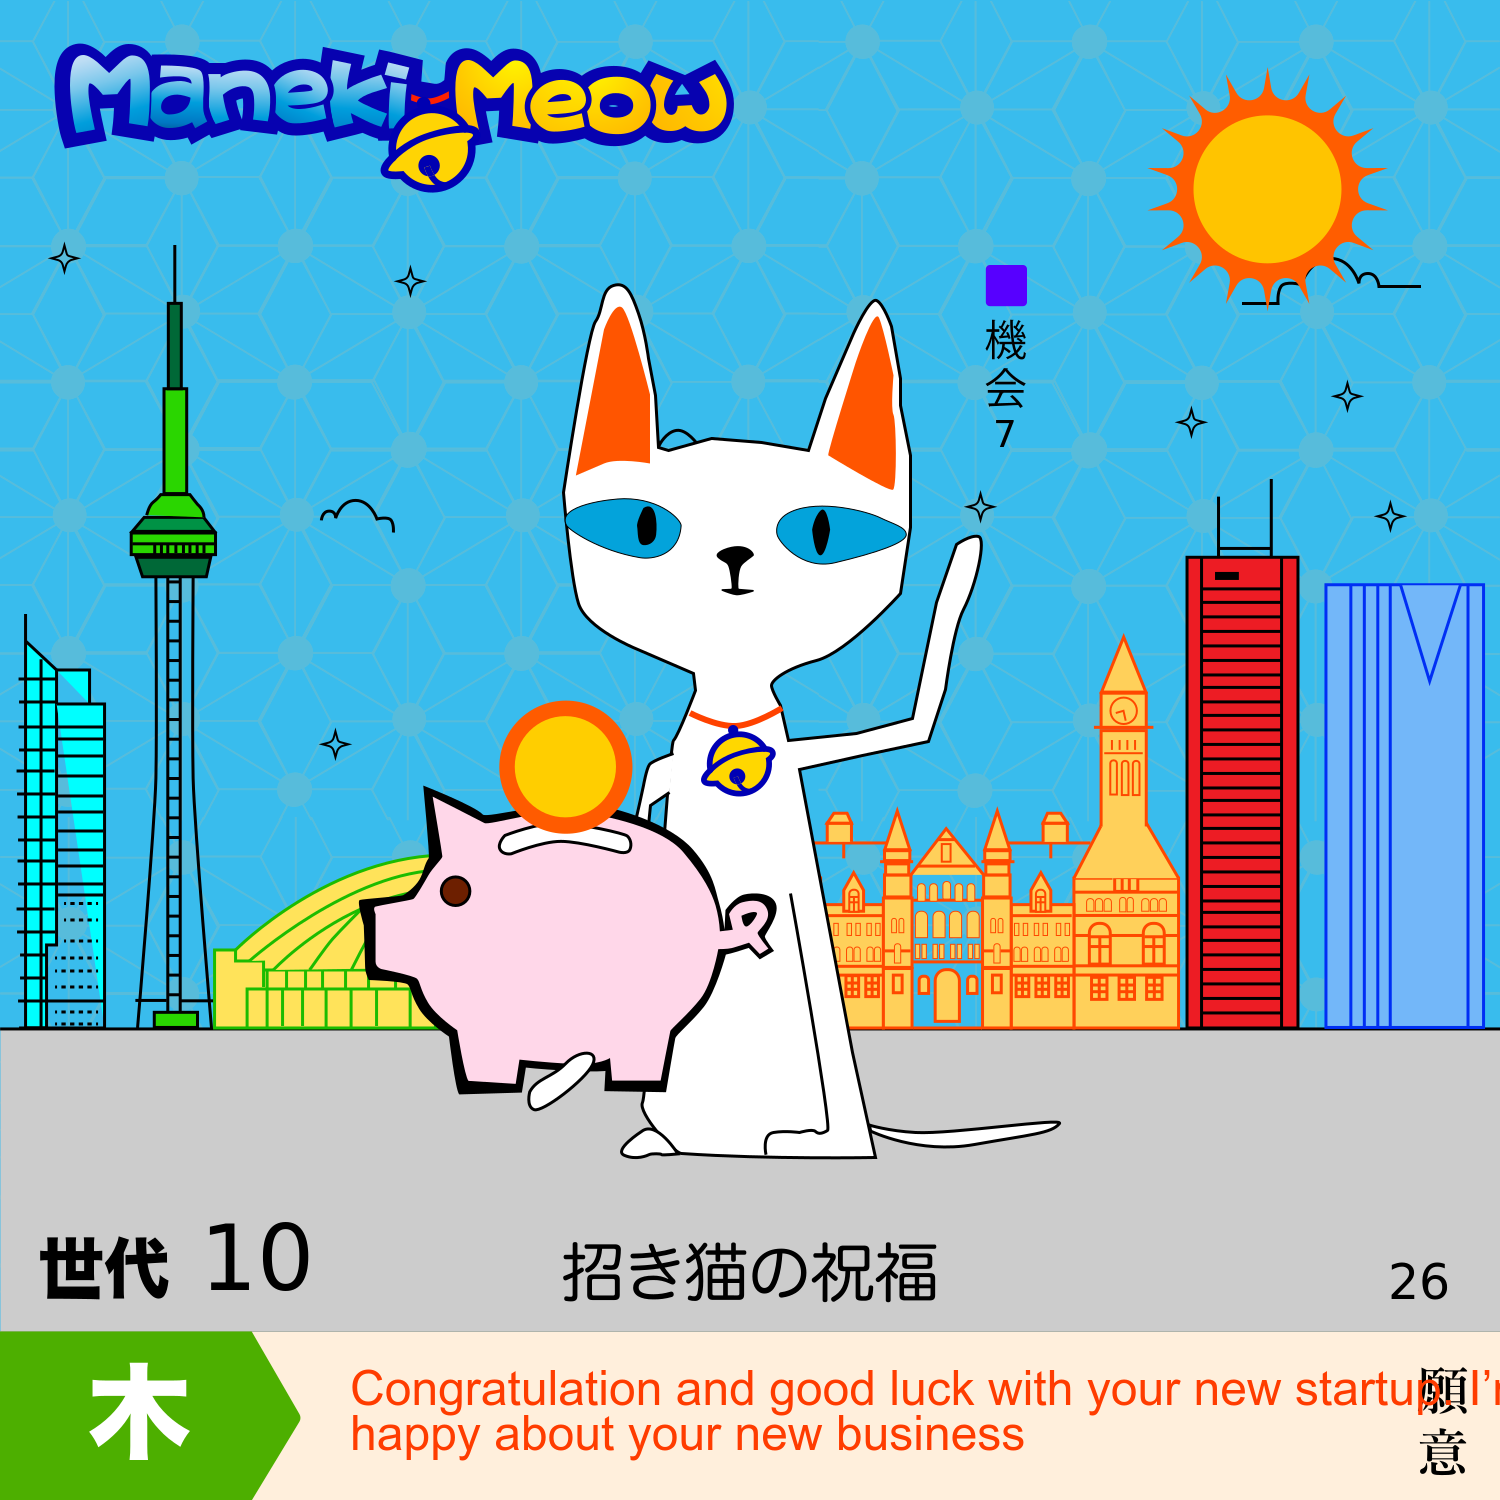 Maneki-Meow
機会7
世代 10
招き猫の祝福
26
木
Congratulation and good luck with your new startup. I'
happy about your new business
願意